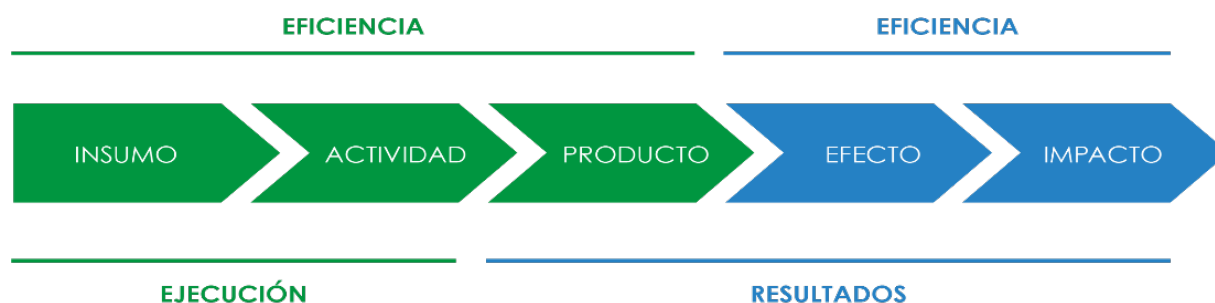 EFICIENCIA EFICIENCIA
INSUMO ACTIVIDAD PRODUCTO EFECTO IMPACTO
EJECUCIÓN RESULTADOS